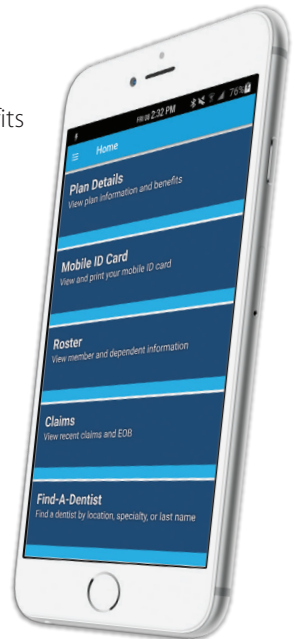 fits
FRI 08 2:32 PM 76%
Home
Plan Details
View plan information and benefits
Mobile ID Card
View and print your mobile ID card
Roster
View member and dependent information
Claims
View recent claims and EOB
Find-A-Dentist
Find a dentist by location, specialty, or last name